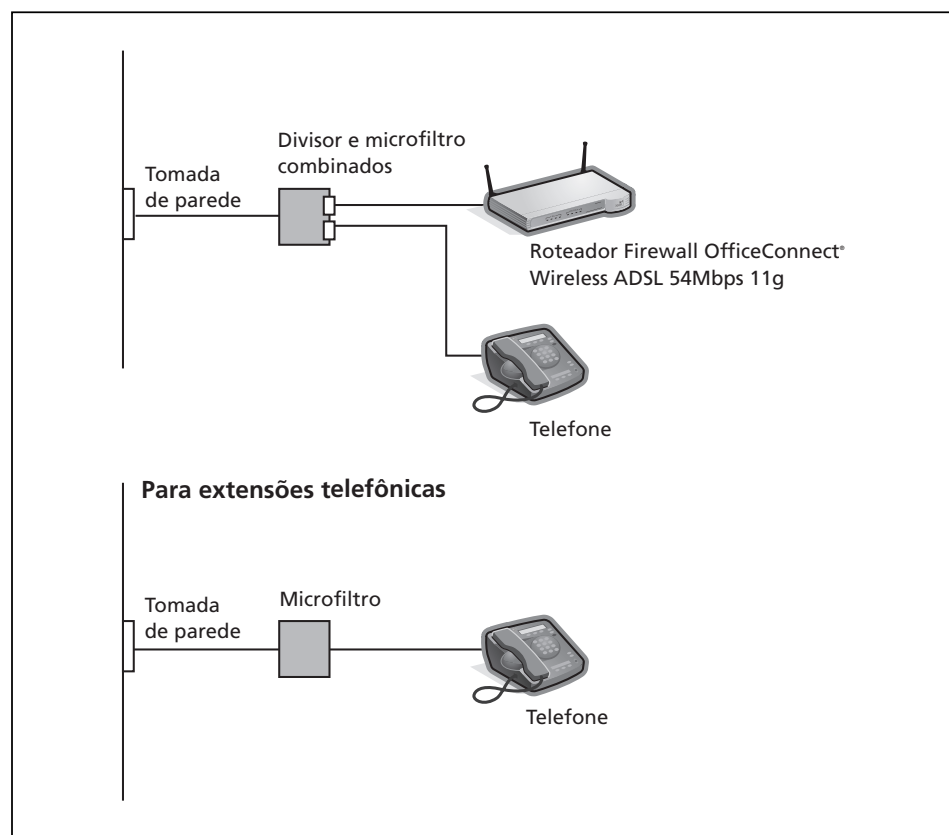 Divisor e microfiltro
combinados
Tomada
de parede
Roteador Firewall OfficeConnect®
Wireless ADSL 54Mbps 11g
Telefone
Para extensões telefônicas
Tomada
de parede
Microfiltro
Telefone